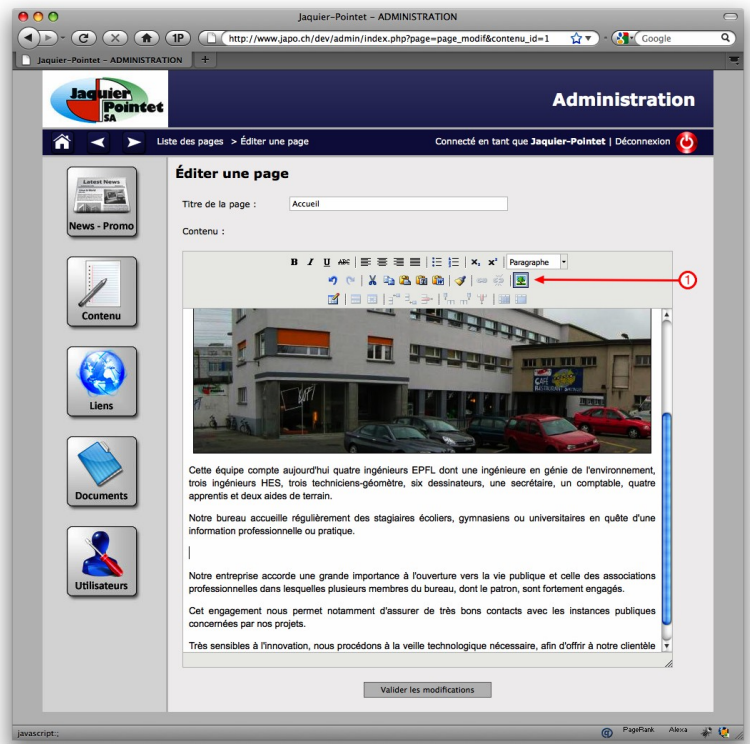 Jaquier-Pointet – ADMINISTRATION
1P
http://www.japo.ch/dev/admin/index.php?page=page_modif&contenu_id=1
Google
Jaquier-Pointet – ADMINISTRATION
Jaquier
Pointet
SA
Administration
Liste des pages > Éditer une page
Connecté en tant que Jaquier-Pointet | Déconnexion
Latest News
News - Promo
Contenu
Liens
Documents
Utilisateurs
Éditer une page
Titre de la page :
Accueil
Contenu :
B I U ABC
x₂ x²
Paragraphe
1
CAFÉ
RESTAURANT
Cette équipe compte aujourd'hui quatre ingénieurs EPFL dont une ingénieure en génie de l'environnement,
trois ingénieurs HES, trois techniciens-géomètre, six dessinateurs, une secrétaire, un comptable, quatre
apprentis et deux aides de terrain.
Notre bureau accueille régulièrement des stagiaires écoliers, gymnasiens ou universitaires en quête d'une
information professionnelle ou pratique.
Notre entreprise accorde une grande importance à l'ouverture vers la vie publique et celle des associations
professionnelles dans lesquelles plusieurs membres du bureau, dont le patron, sont fortement engagés.
Cet engagement nous permet notamment d'assurer de très bons contacts avec les instances publiques
concernées par nos projets.
Très sensibles à l'innovation, nous procédons à la veille technologique nécessaire, afin d'offrir à notre clientèle
Valider les modifications
javascript:;
PageRank
Alexa